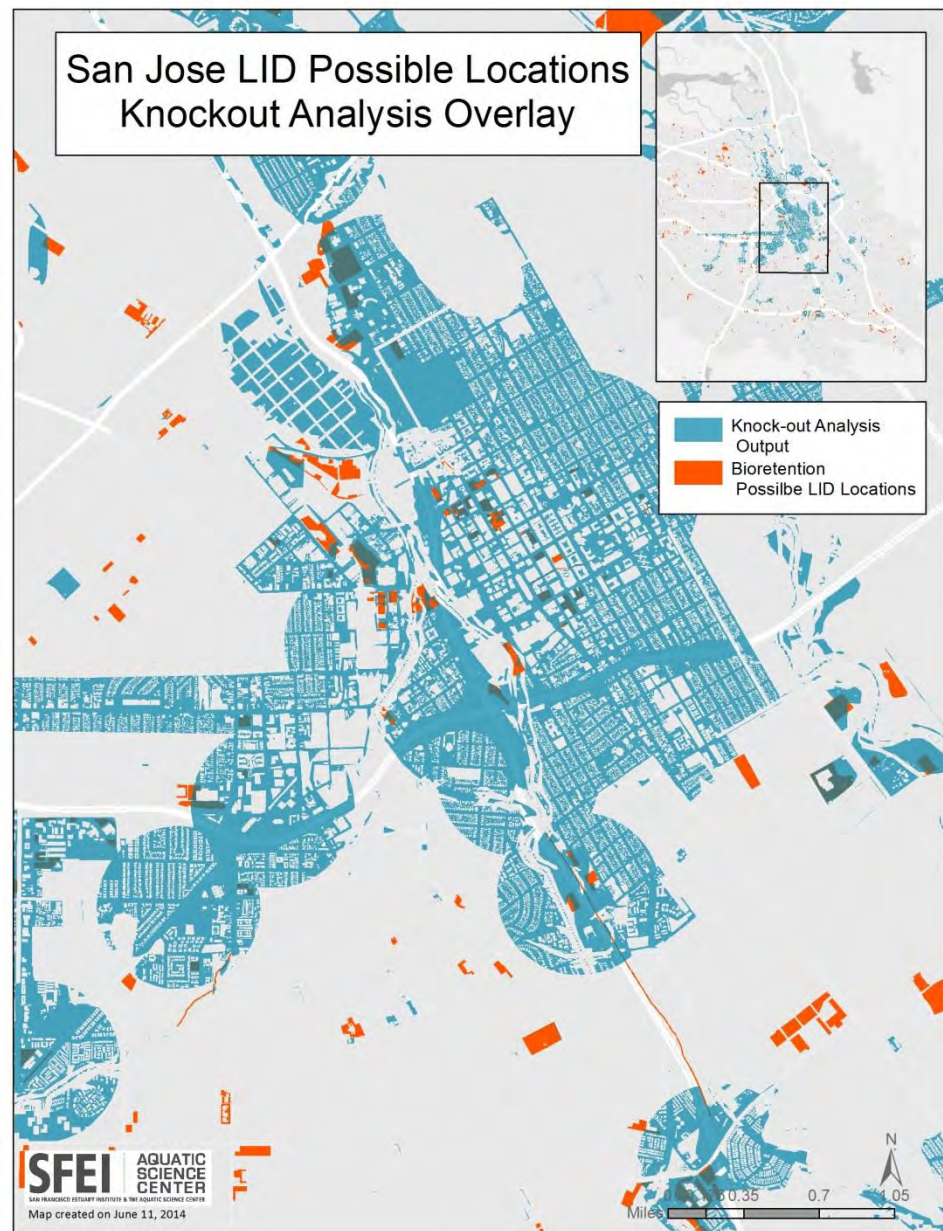 San Jose LID Possible Locations
Knockout Analysis Overlay
Knock-out Analysis
Output
Bioretention
Possilbe LID Locations
SFEI
AQUATIC
SCIENCE
CENTER
SAN FRANCISCO ESTUARY INSTITUTE & THE AQUATIC SCIENCE CENTER
Map created on June 11, 2014
N
0.35 0.7 1.05
Miles